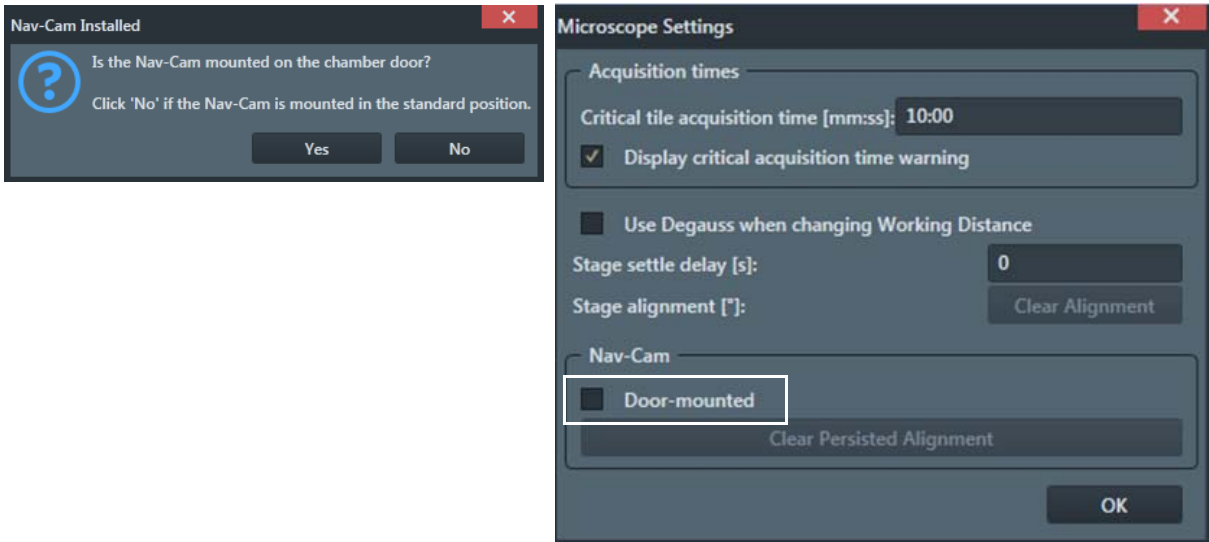 Nav-Cam Installed
Is the Nav-Cam mounted on the chamber door?
Click 'No' if the Nav-Cam is mounted in the standard position.
Yes No
Microscope Settings
Acquisition times
Critical tile acquisition time [mm:ss]: 10:00
Display critical acquisition time warning
Use Degauss when changing Working Distance
Stage settle delay [s]: 0
Stage alignment [°]: Clear Alignment
Nav-Cam
Door-mounted
Clear Persisted Alignment
OK